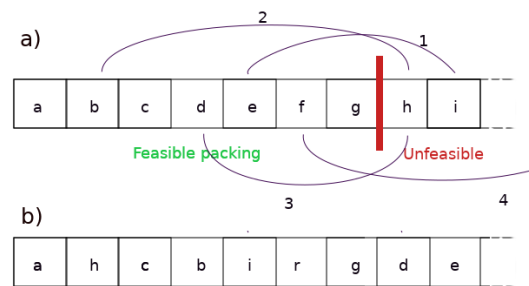 a)
2
1
a b c d e f g h i
Feasible packing Unfeasible
3
4
b)
a h c b i r g d e